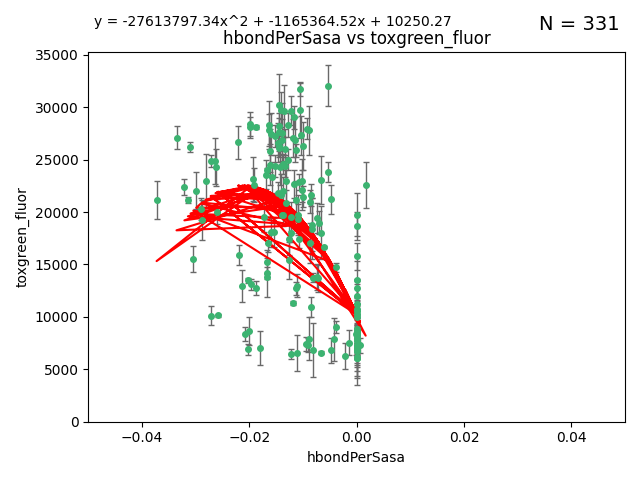 y = -27613797.34x^2 + -1165364.52x + 10250.27
N = 331
hbondPerSasa vs toxgreen_fluor
35000
30000
25000
20000
15000
10000
5000
0
toxgreen_fluor
−0.04
−0.02
0.00
0.02
0.04
hbondPerSasa